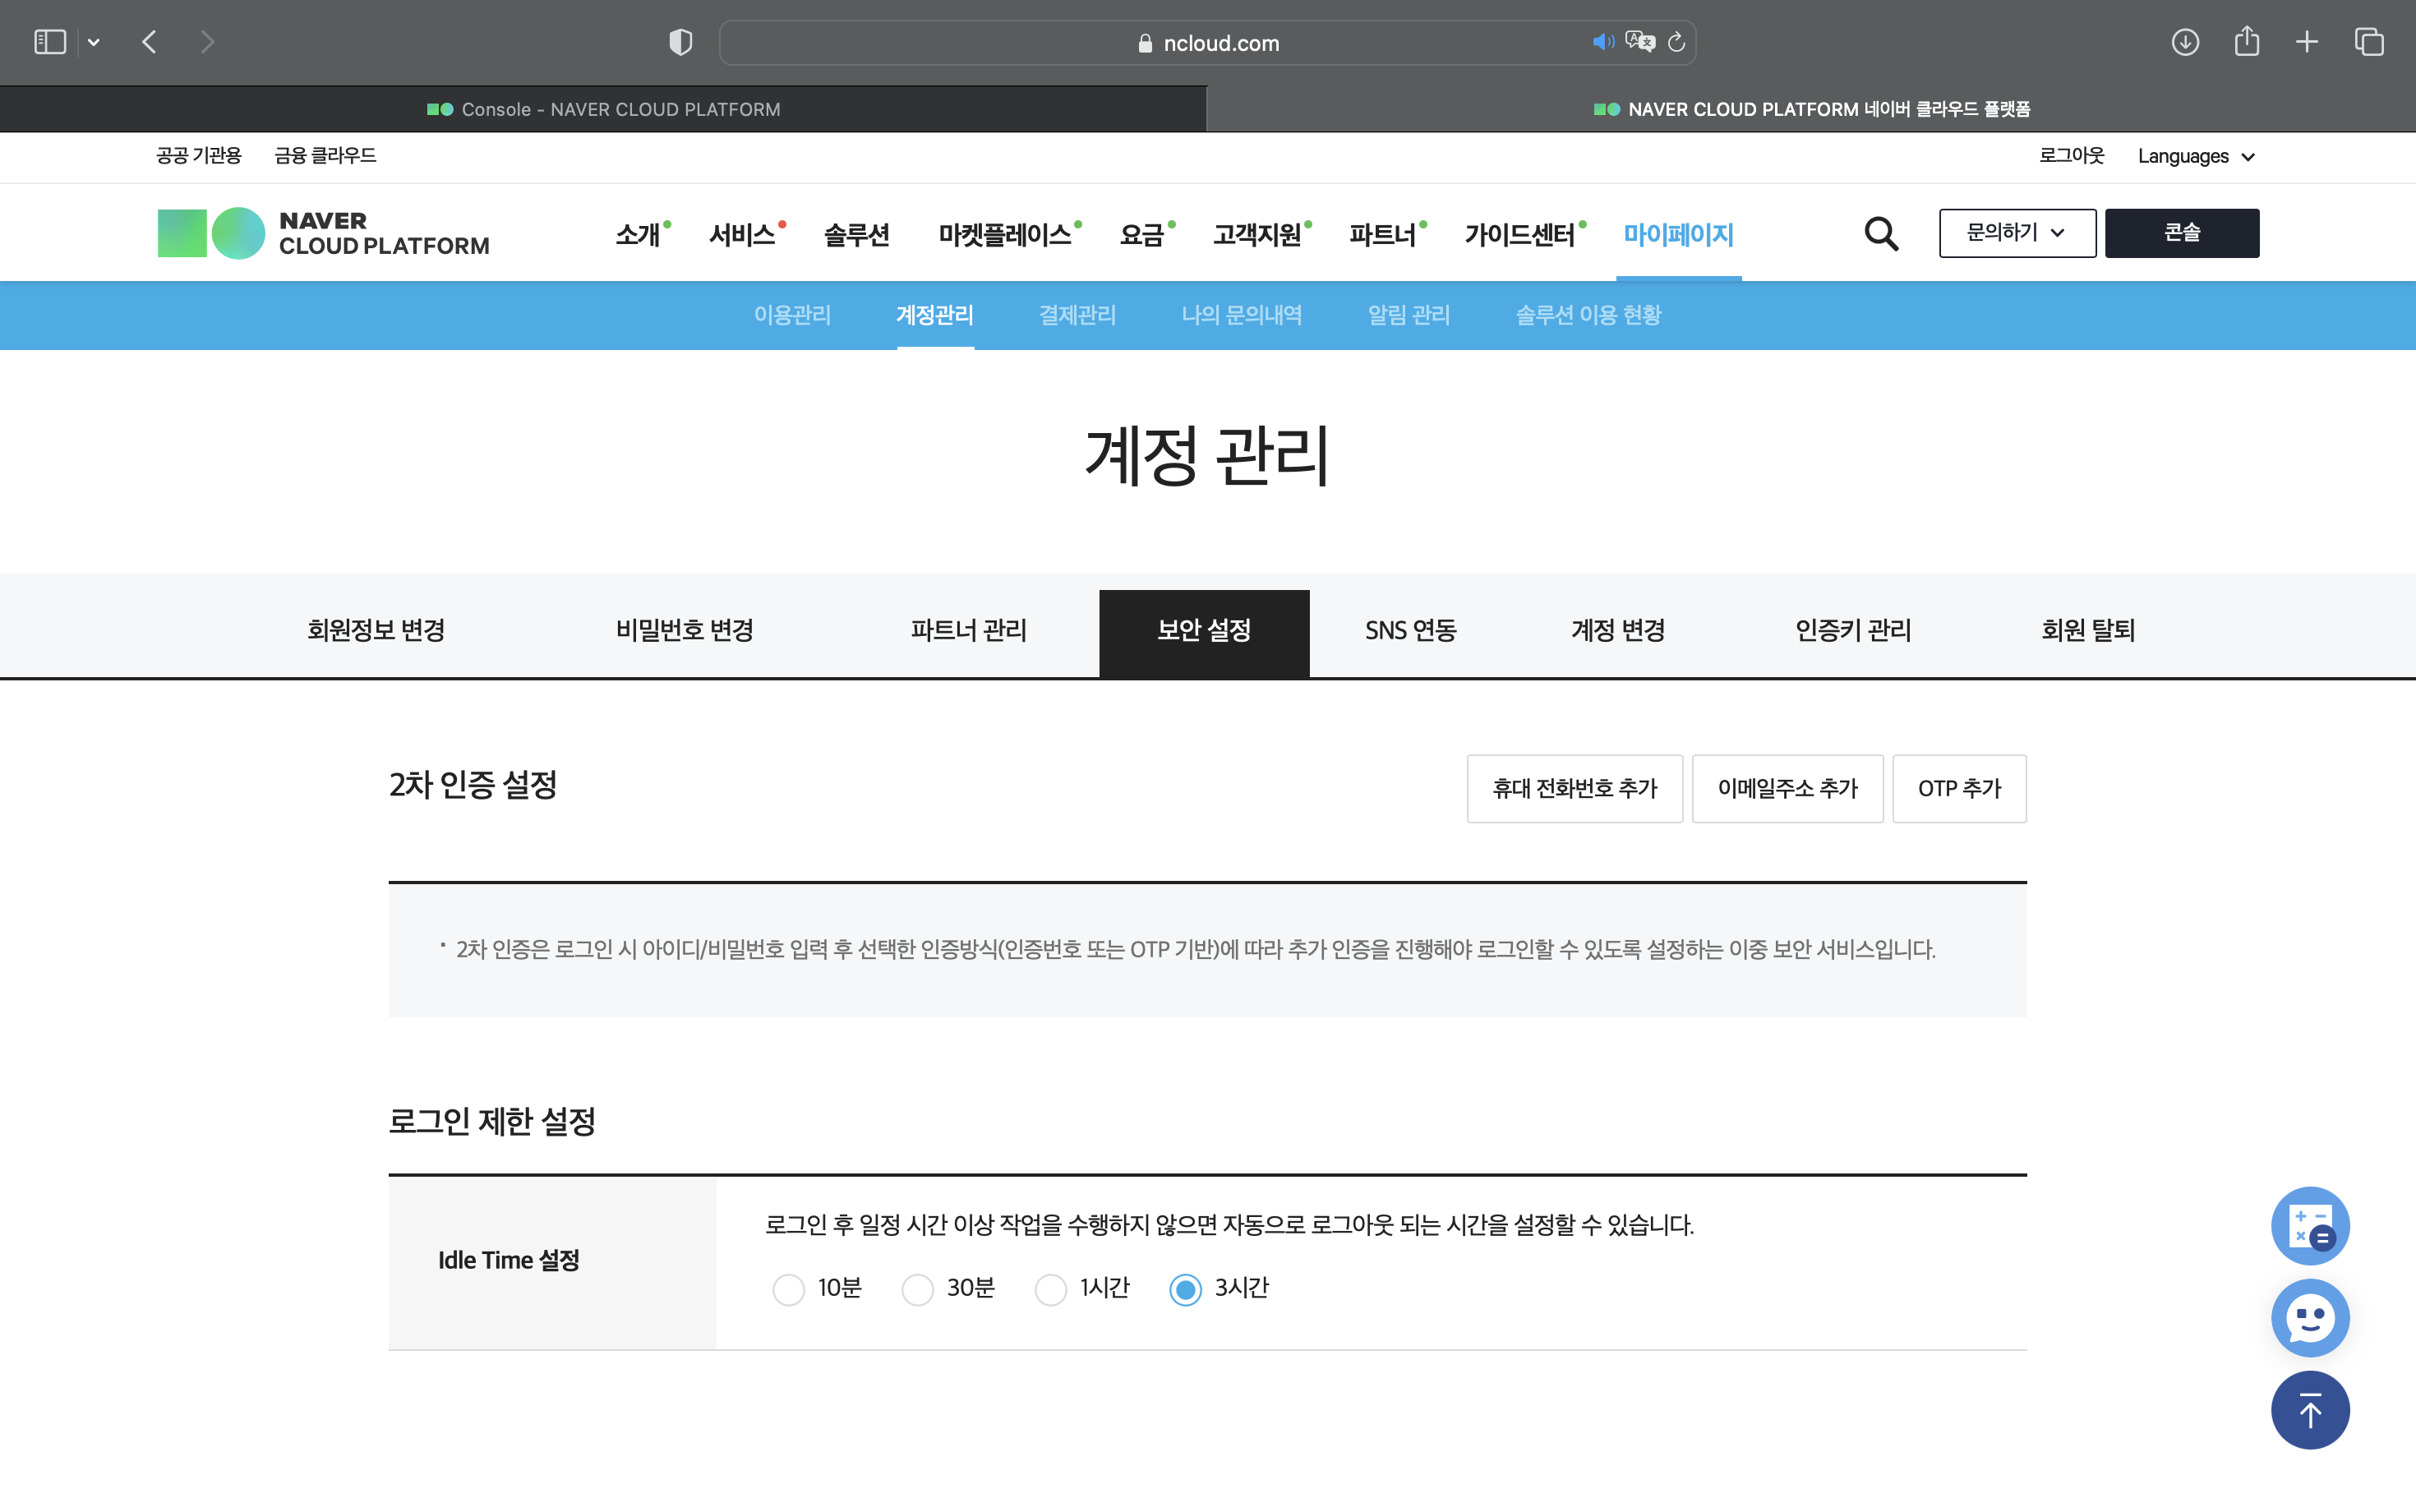 ncloud.com
Console - NAVER CLOUD PLATFORM
NAVER CLOUD PLATFORM 네이버 클라우드 플랫폼
공공 기관용 금융 클라우드
로그아웃 Languages
NAVER
CLOUD PLATFORM
소개 서비스 솔루션 마켓플레이스 요금 고객지원 파트너 가이드센터 마이페이지
문의하기 콘솔
이용관리 계정관리 결제관리 나의 문의내역 알림 관리 솔루션 이용 현황
계정 관리
회원정보 변경 비밀번호 변경 파트너 관리 보안 설정 SNS 연동 계정 변경 인증키 관리 회원 탈퇴
2차 인증 설정
휴대 전화번호 추가 이메일주소 추가 OTP 추가
· 2차 인증은 로그인 시 아이디/비밀번호 입력 후 선택한 인증방식(인증번호 또는 OTP 기반)에 따라 추가 인증을 진행해야 로그인할 수 있도록 설정하는 이중 보안 서비스입니다.
로그인 제한 설정
Idle Time 설정
로그인 후 일정 시간 이상 작업을 수행하지 않으면 자동으로 로그아웃 되는 시간을 설정할 수 있습니다.
10분 30분 1시간 3시간